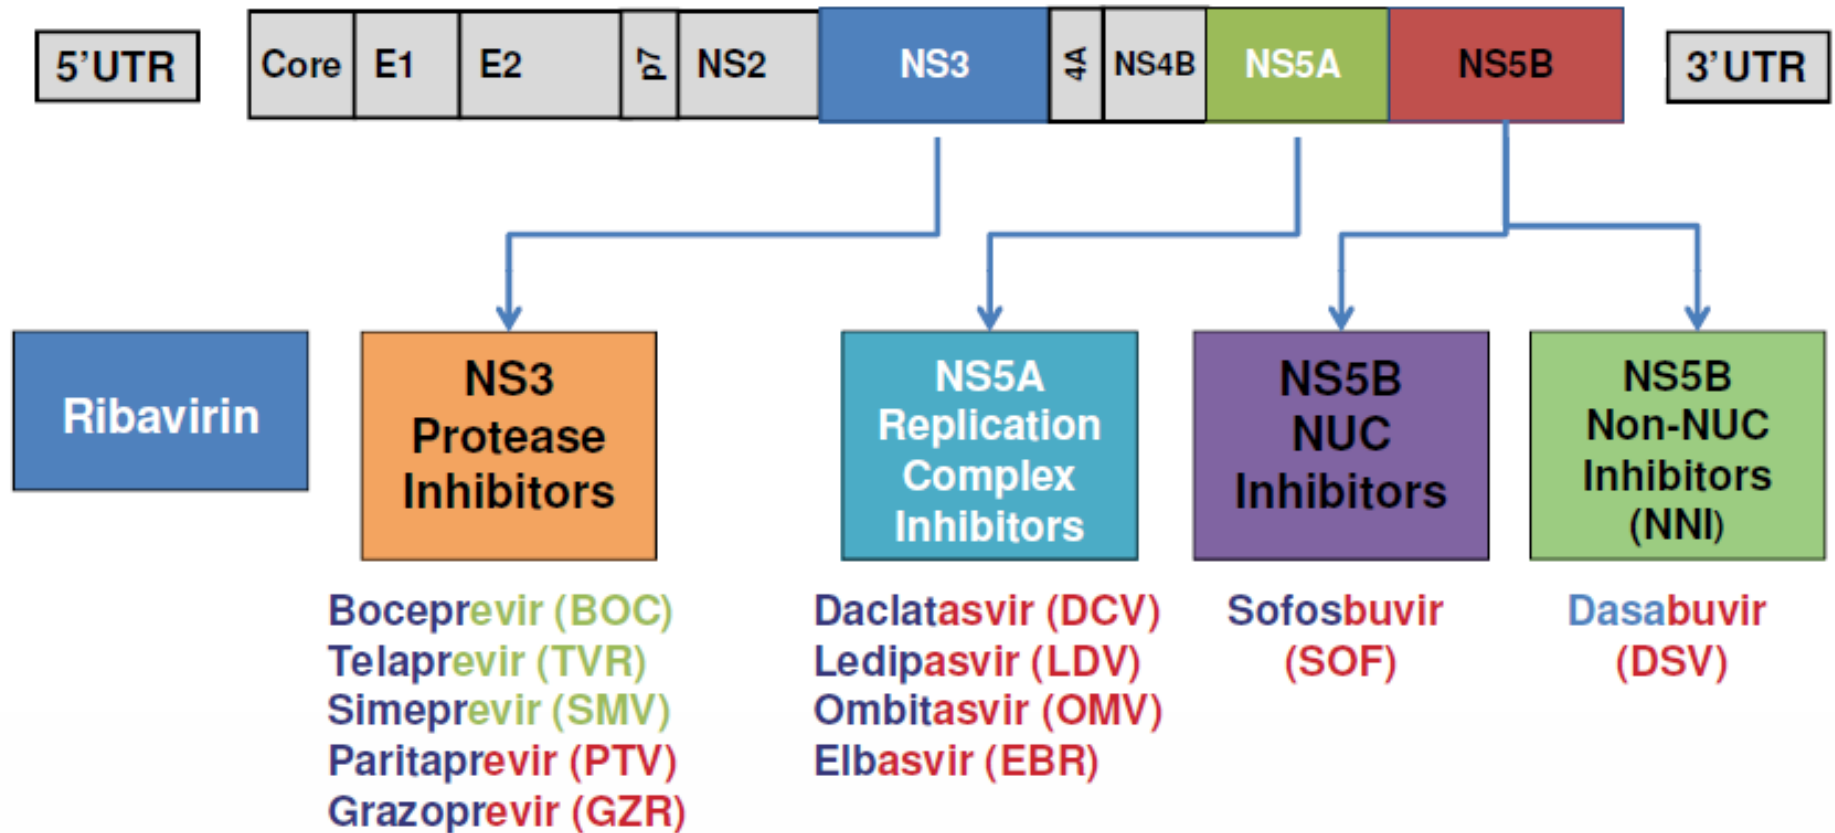 5'UTR Core E1 E2 p7 NS2 NS3 4A NS4B NS5A NS5B 3'UTR
Ribavirin
NS3
Protease
Inhibitors
NS5A
Replication
Complex
Inhibitors
NS5B
NUC
Inhibitors
NS5B
Non-NUC
Inhibitors
(NNI)
Boceprevir (BOC)
Telaprevir (TVR)
Simeprevir (SMV)
Paritaprevir (PTV)
Grazoprevir (GZR)
Daclatasvir (DCV)
Ledipasvir (LDV)
Ombitasvir (OMV)
Elbasvir (EBR)
Sofosbuvir
(SOF)
Dasabuvir
(DSV)